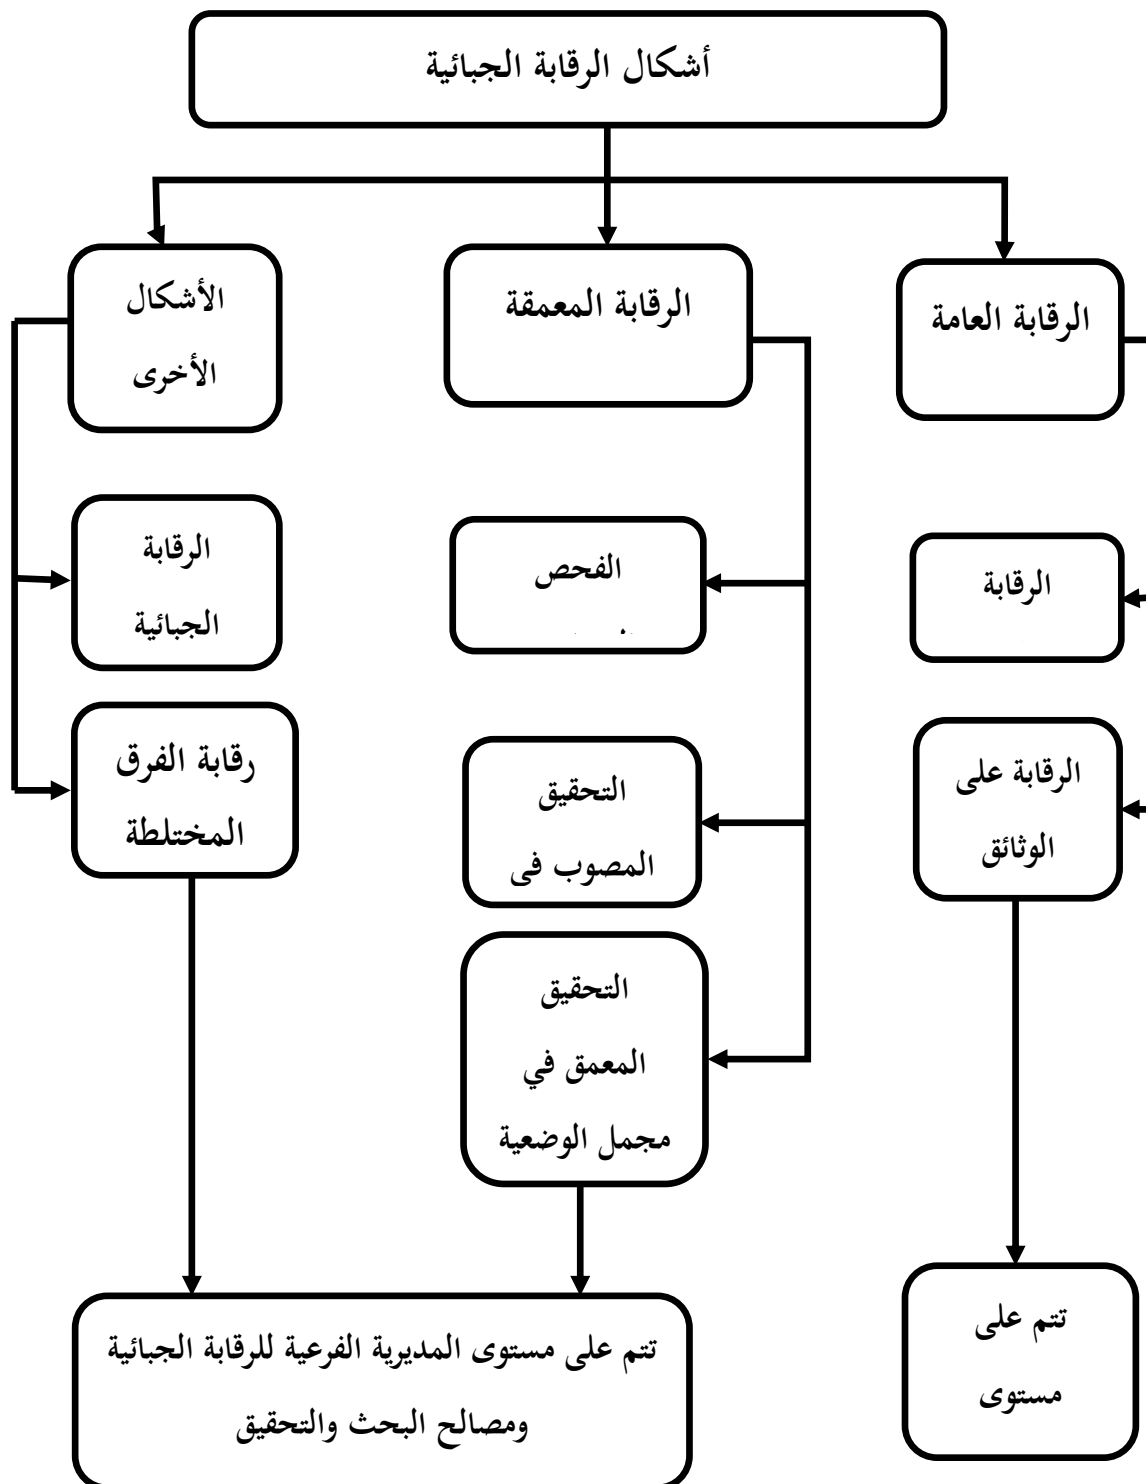 أشكال الرقابة الجبائية
الرقابة العامة
الرقابة المعمقة
الأشكال
الأخرى
الرقابة
الفحص
الرقابة
الجبائية
الرقابة على
الوثائق
التحقيق
المصوب في
رقابة الفرق
المختلطة
التحقيق
المعمق في
مجمل الوضعية
تتم على
مستوى
تتم على مستوى المديرية الفرعية للرقابة الجبائية
ومصالح البحث والتحقيق